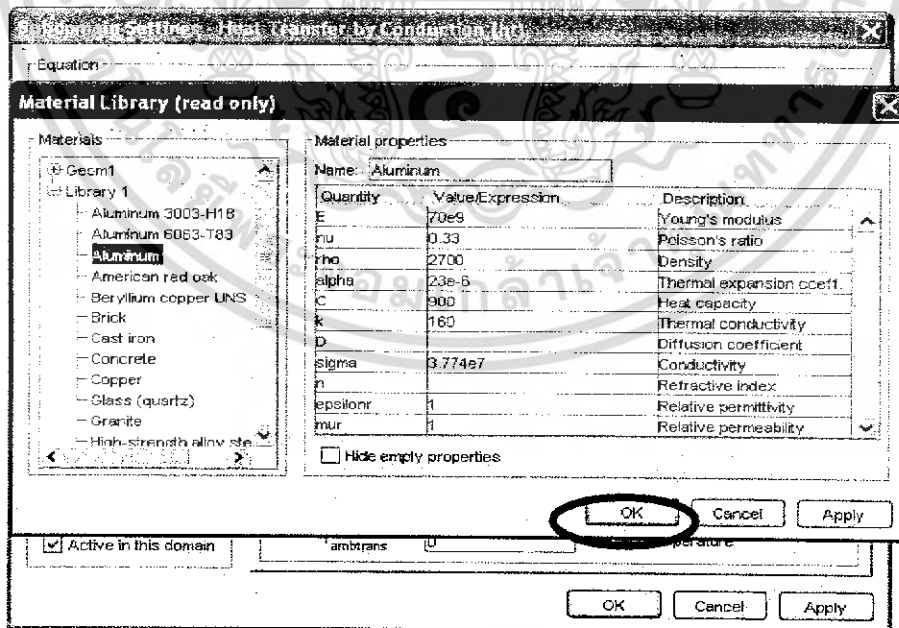 Subdomain Settings - Heat Transfer by Conduction (ht)
Equation
Material Library (read only)
Materials
Geom1
Library 1
Aluminum 3003-H18
Aluminum 6063-T83
Aluminum
American red oak
Beryllium copper UNS
Brick
Cast iron
Concrete
Copper
Glass (quartz)
Granite
High-strength alloy ste
Material properties
Name: Aluminum
Quantity Value/Expression Description
E 70e9 Young's modulus
nu 0.33 Poisson's ratio
rho 2700 Density
alpha 23e-6 Thermal expansion coeff.
C 900 Heat capacity
k 160 Thermal conductivity
D Diffusion coefficient
sigma 3.774e7 Conductivity
n Refractive index
epsilonr 1 Relative permittivity
mur 1 Relative permeability
Hide empty properties
OK Cancel Apply
Active in this domain
ambtrans 0 perature
OK Cancel Apply